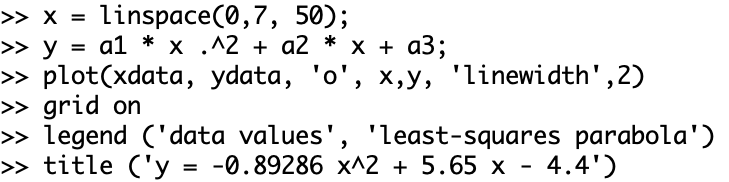 >> x = linspace(0,7, 50);
>> y = a1 * x .^2 + a2 * x + a3;
>> plot(xdata, ydata, 'o', x,y, 'linewidth',2)
>> grid on
>> legend ('data values', 'least-squares parabola')
>> title ('y = -0.89286 x^2 + 5.65 x - 4.4')